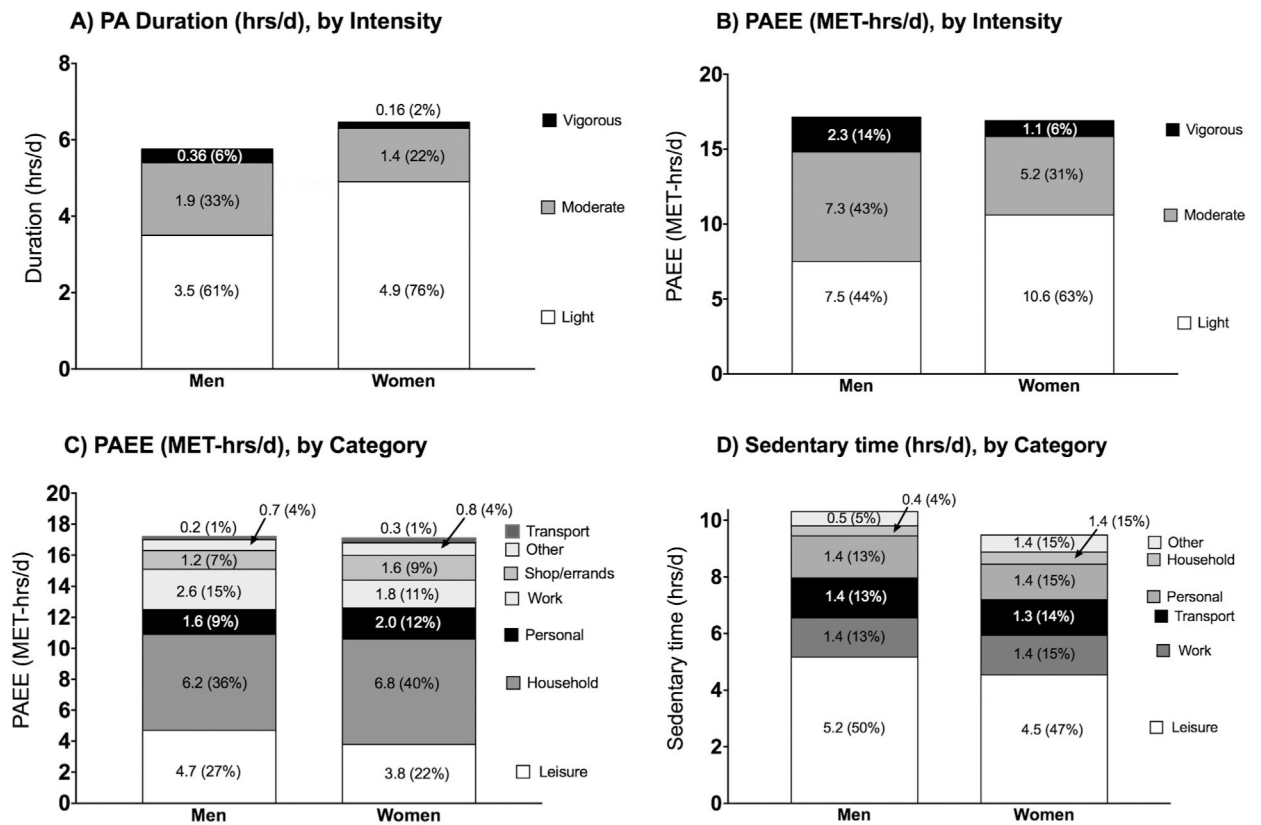 A) PA Duration (hrs/d), by Intensity
Duration (hrs/d)
8
6
4
2
0
0.36 (6%)
1.9 (33%)
3.5 (61%)
0.16 (2%)
1.4 (22%)
4.9 (76%)
Men
Women
Vigorous
Moderate
Light
B) PAEE (MET-hrs/d), by Intensity
PAEE (MET-hrs/d)
20
15
10
5
0
2.3 (14%)
7.3 (43%)
7.5 (44%)
1.1 (6%)
5.2 (31%)
10.6 (63%)
Men
Women
Vigorous
Moderate
Light
C) PAEE (MET-hrs/d), by Category
PAEE (MET-hrs/d)
20
18
16
14
12
10
8
6
4
2
0
0.2 (1%)
0.7 (4%)
1.2 (7%)
2.6 (15%)
1.6 (9%)
6.2 (36%)
4.7 (27%)
0.3 (1%)
0.8 (4%)
1.6 (9%)
1.8 (11%)
2.0 (12%)
6.8 (40%)
3.8 (22%)
Men
Women
Transport
Other
Shop/errands
Work
Personal
Household
Leisure
D) Sedentary time (hrs/d), by Category
Sedentary time (hrs/d)
10
8
6
4
2
0
0.4 (4%)
0.5 (5%)
1.4 (13%)
1.4 (13%)
1.4 (13%)
5.2 (50%)
1.4 (15%)
1.4 (15%)
1.4 (15%)
1.3 (14%)
1.4 (15%)
4.5 (47%)
Men
Women
Other
Household
Personal
Transport
Work
Leisure